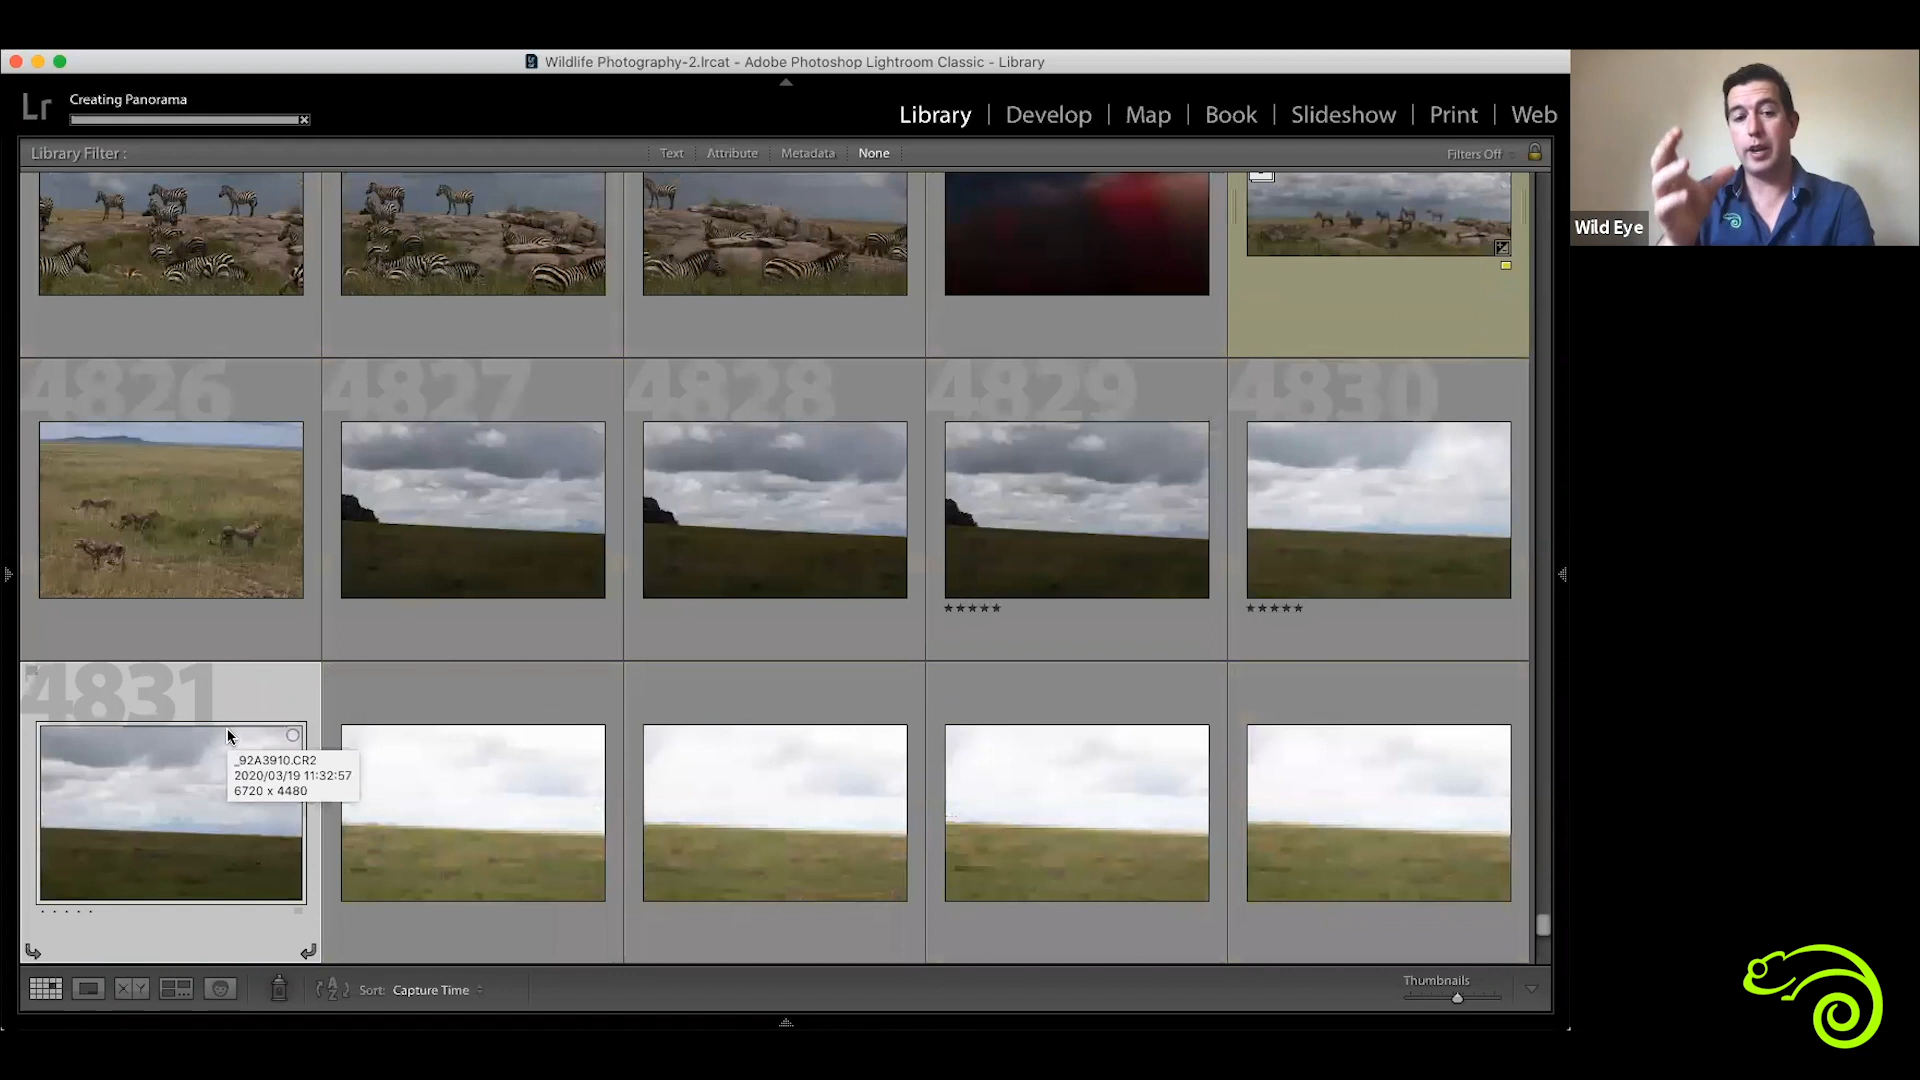 Wildlife Photography-2.lrcat - Adobe Photoshop Lightroom Classic - Library
Lr
Creating Panorama
Library | Develop | Map | Book | Slideshow | Print | Web
Library Filter :
Text Attribute Metadata None
Filters Off
Wild Eye
4826 4827 4828 4829 4830
4831
_92A3910.CR2
2020/03/19 11:32:57
6720 x 4480
Sort: Capture Time
Thumbnails